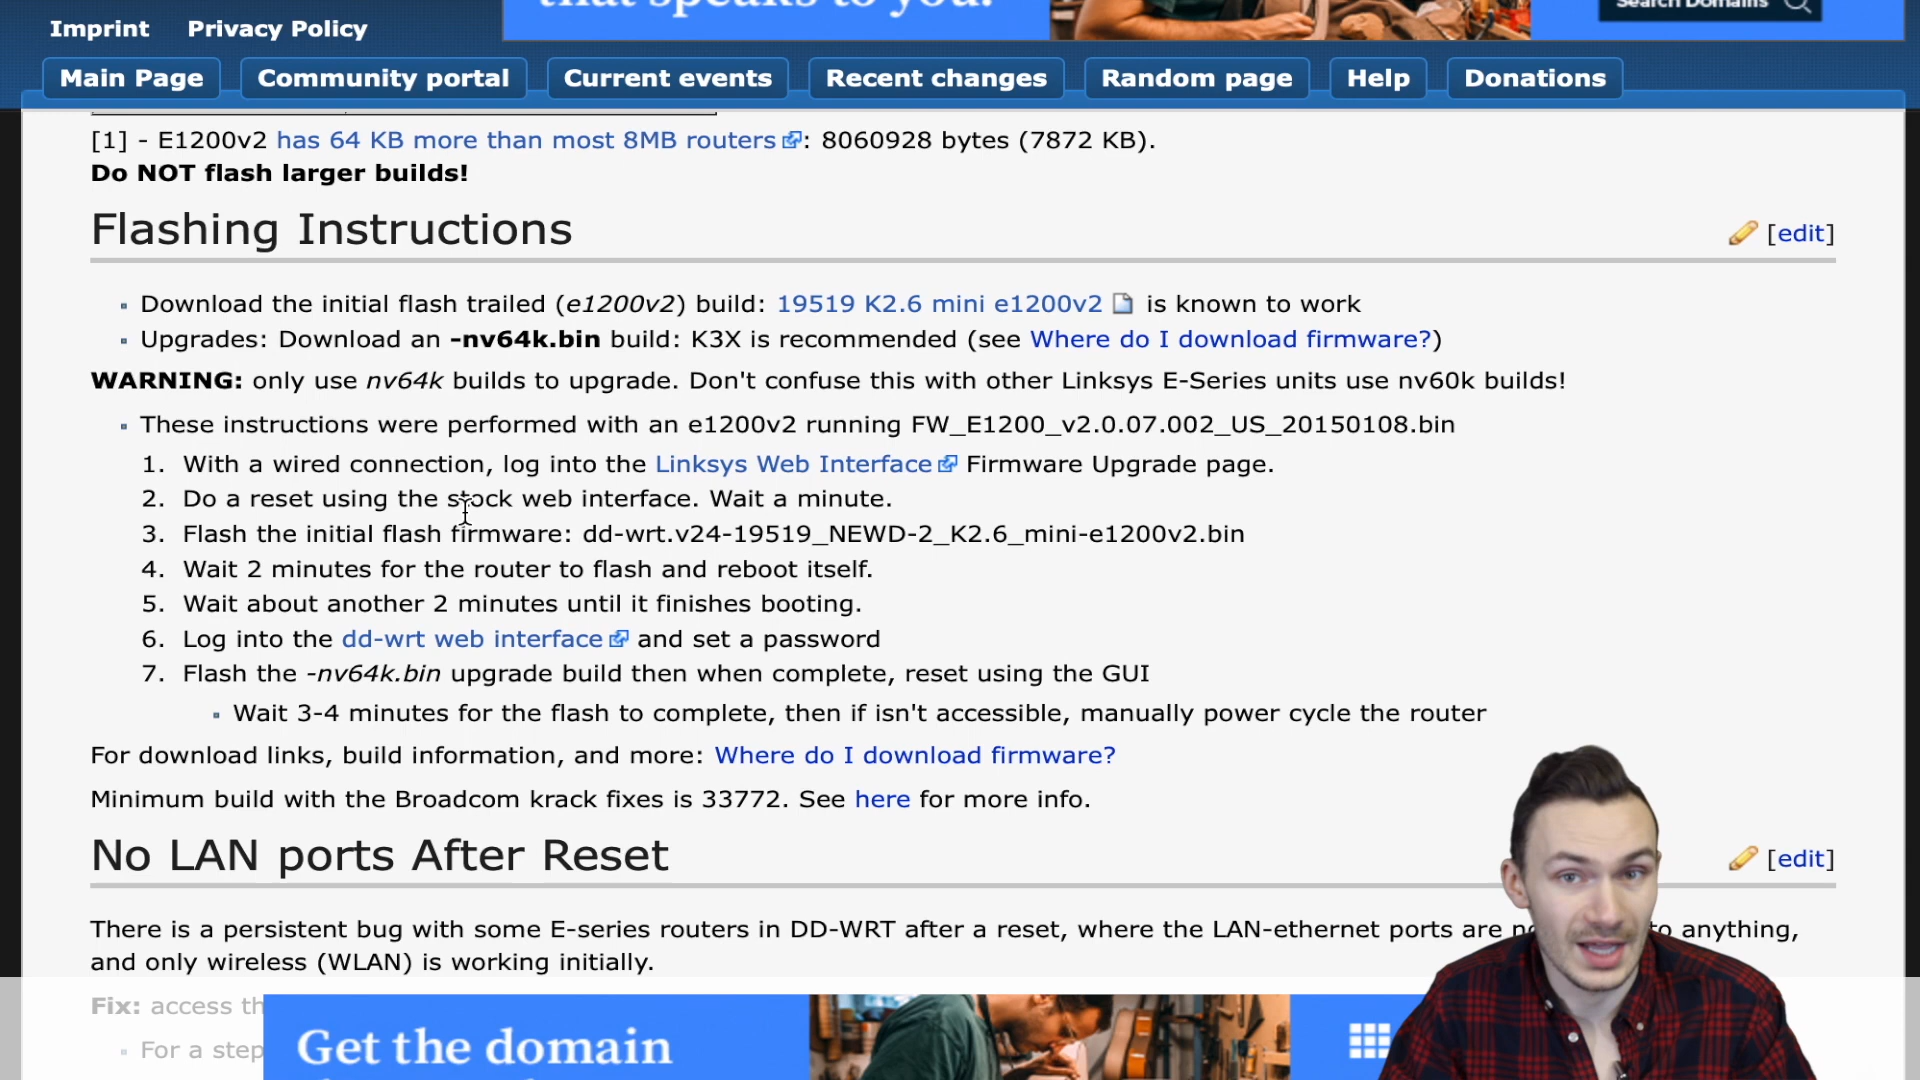 that speaks to you.
Search Domains
Imprint Privacy Policy
Main Page Community portal Current events Recent changes Random page Help Donations
[1] - E1200v2 has 64 KB more than most 8MB routers: 8060928 bytes (7872 KB).
Do NOT flash larger builds!
Flashing Instructions [edit]
Download the initial flash trailed (e1200v2) build: 19519 K2.6 mini e1200v2 is known to work
Upgrades: Download an -nv64k.bin build: K3X is recommended (see Where do I download firmware?)
WARNING: only use nv64k builds to upgrade. Don't confuse this with other Linksys E-Series units use nv60k builds!
These instructions were performed with an e1200v2 running FW_E1200_v2.0.07.002_US_20150108.bin
1. With a wired connection, log into the Linksys Web Interface Firmware Upgrade page.
2. Do a reset using the stock web interface. Wait a minute.
3. Flash the initial flash firmware: dd-wrt.v24-19519_NEWD-2_K2.6_mini-e1200v2.bin
4. Wait 2 minutes for the router to flash and reboot itself.
5. Wait about another 2 minutes until it finishes booting.
6. Log into the dd-wrt web interface and set a password
7. Flash the -nv64k.bin upgrade build then when complete, reset using the GUI
Wait 3-4 minutes for the flash to complete, then if isn't accessible, manually power cycle the router
For download links, build information, and more: Where do I download firmware?
Minimum build with the Broadcom krack fixes is 33772. See here for more info.
No LAN ports After Reset [edit]
There is a persistent bug with some E-series routers in DD-WRT after a reset, where the LAN-ethernet ports are to anything,
and only wireless (WLAN) is working initially.
Fix: access th
For a step
Get the domain